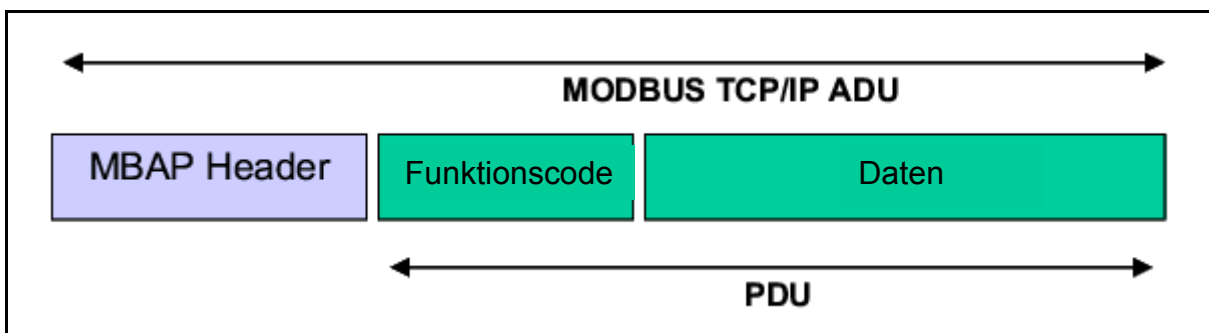 MODBUS TCP/IP ADU
MBAP Header
Funktionscode
Daten
PDU